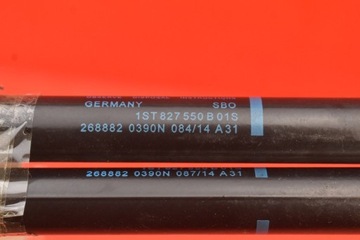 GERMANY SBO
1ST 827 550 B 01S
268882 0390N 084/14 A31
268882 0390N 087/14 A31